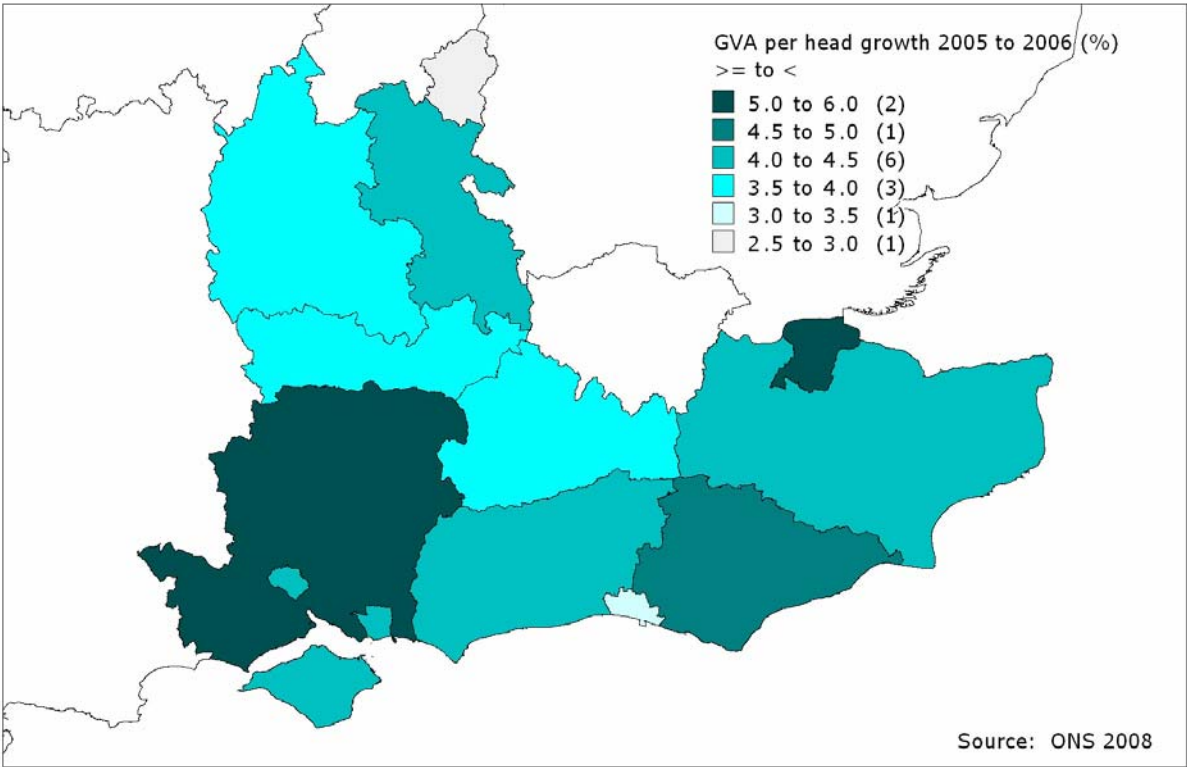 GVA per head growth 2005 to 2006 (%)
>= to <
5.0 to 6.0 (2)
4.5 to 5.0 (1)
4.0 to 4.5 (6)
3.5 to 4.0 (3)
3.0 to 3.5 (1)
2.5 to 3.0 (1)
Source: ONS 2008